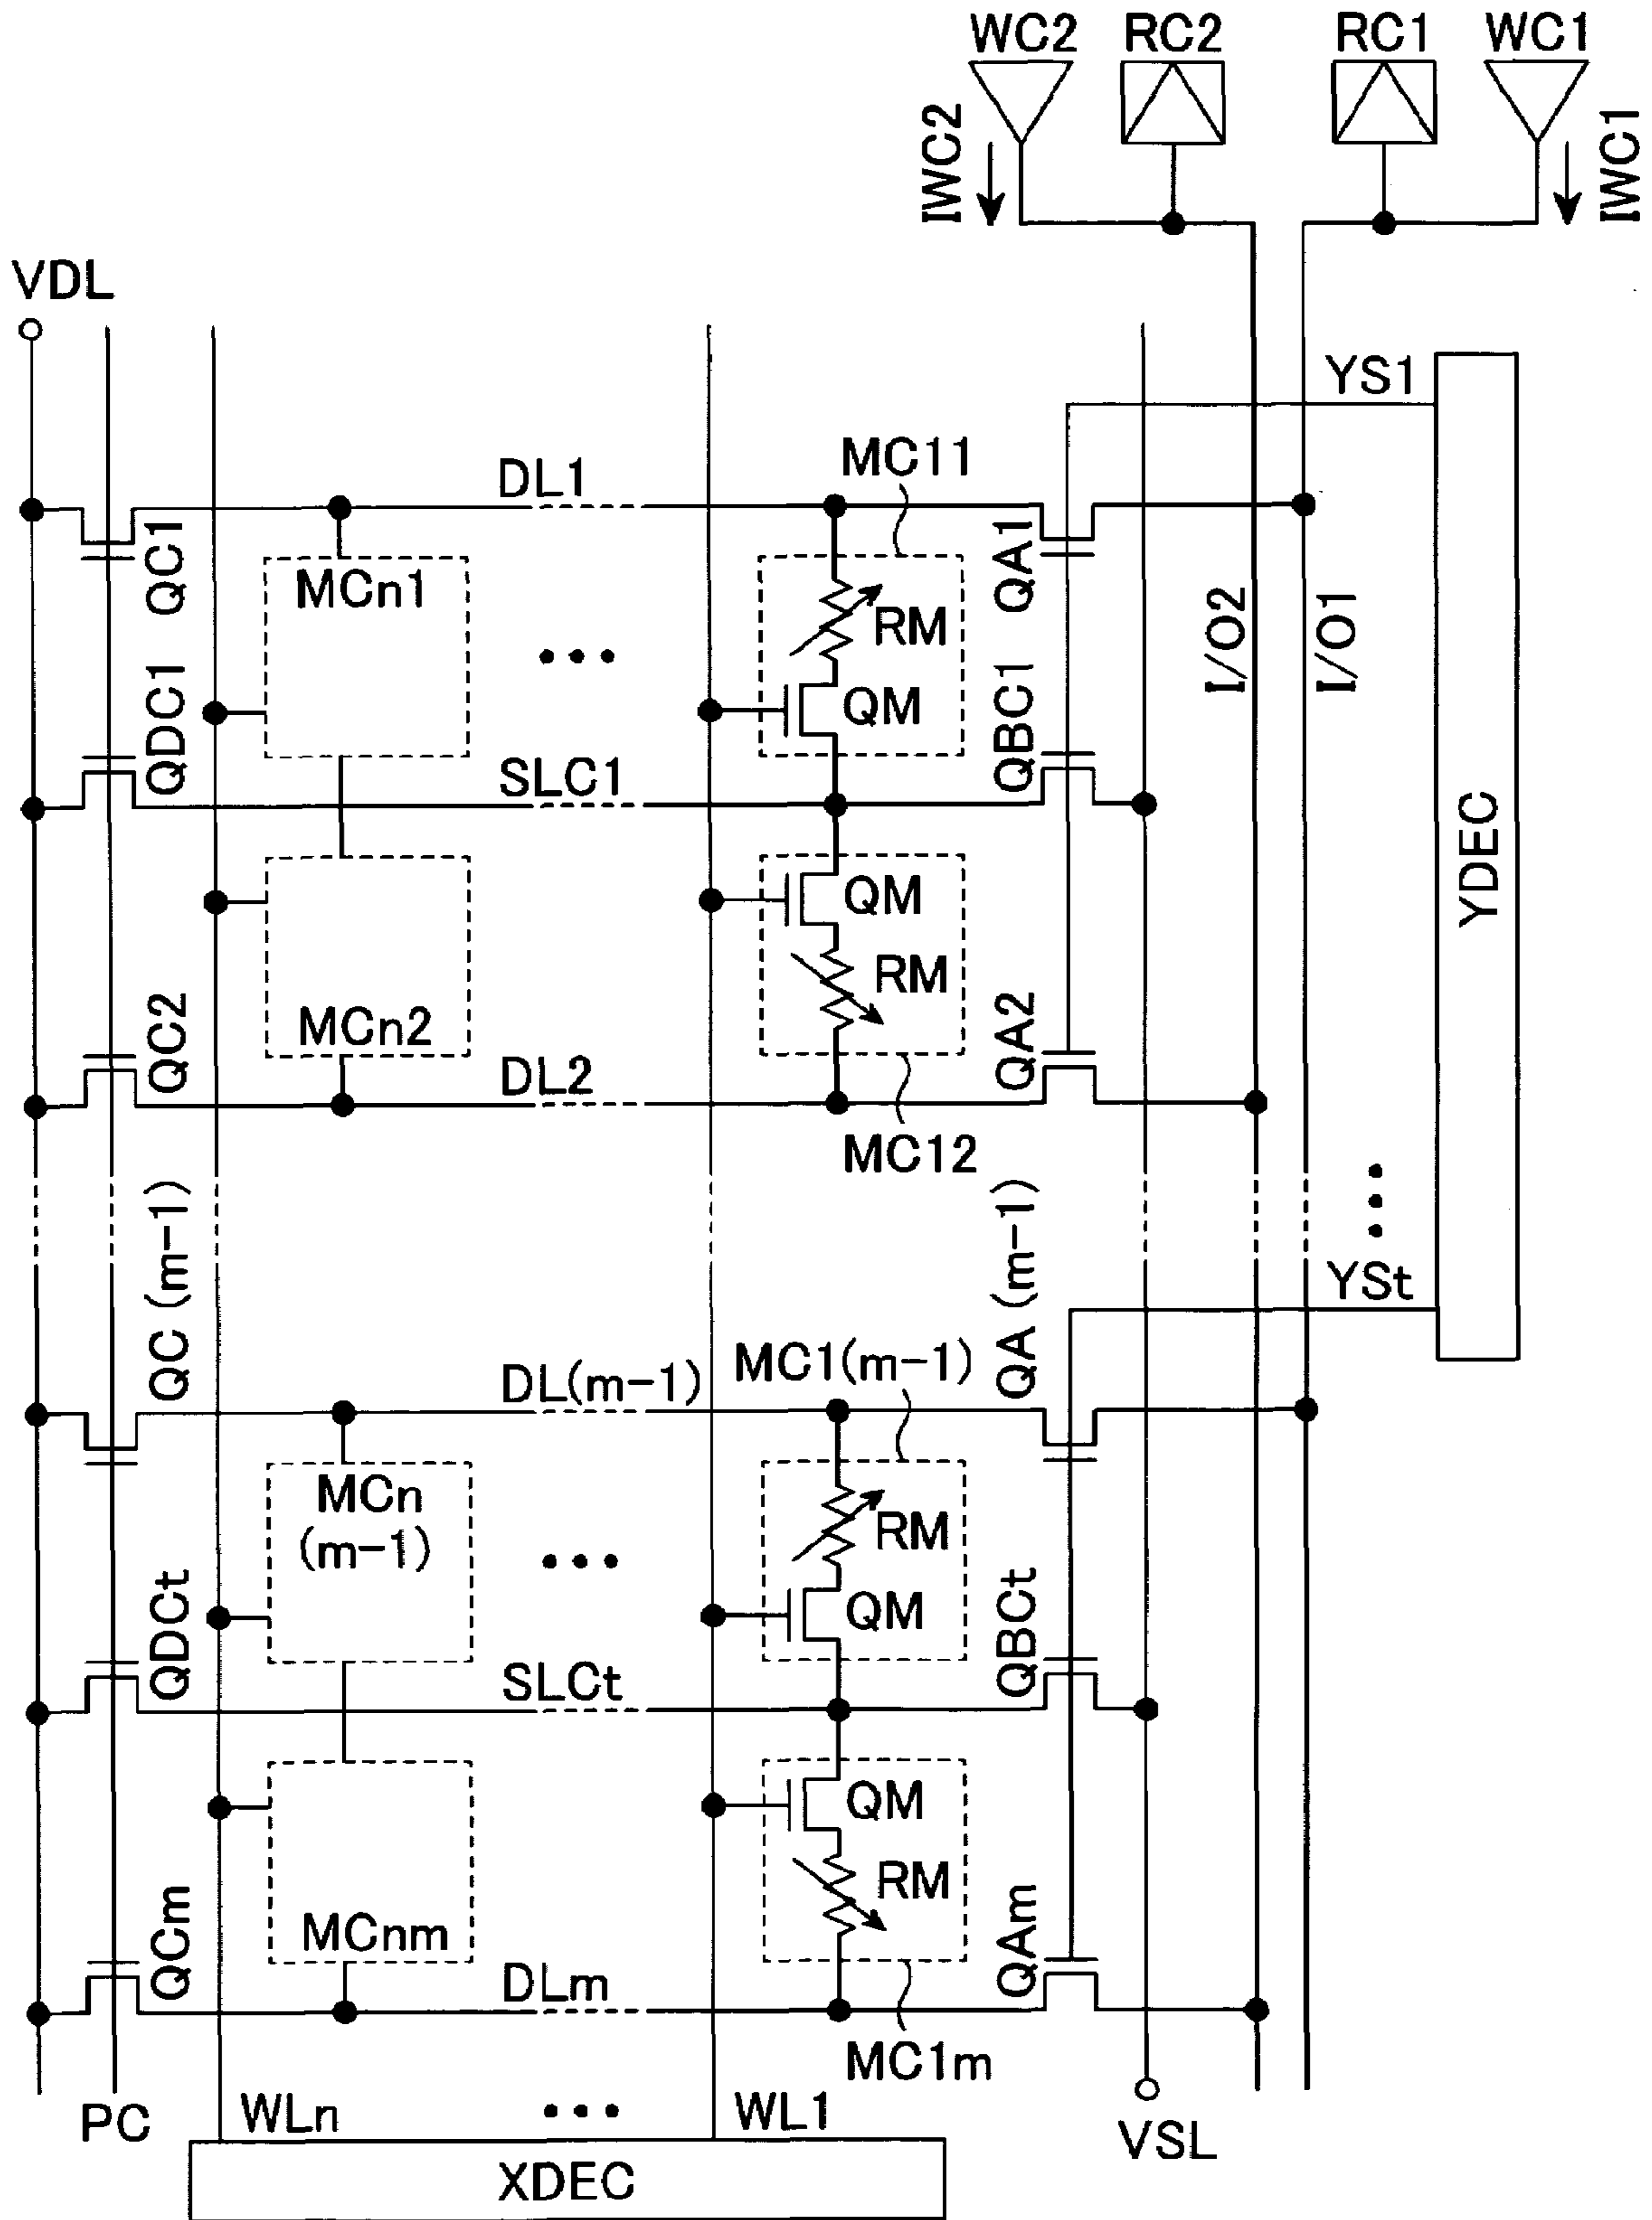 WC2 RC2 RC1 WC1
IWC2
IWC1
VDL
YS1
MC11
DL1
QC1
QA1
MCn1
RM
I/O2
I/O1
QM
QDC1
QBC1
SLC1
YDEC
QM
RM
QC2
QA2
MCn2
DL2
MC12
QC (m-1)
QA (m-1)
YSt
MC1(m-1)
DL(m-1)
MCn
(m-1)
RM
QM
QDCt
QBCt
SLCt
QM
RM
QCm
QAm
MCnm
DLm
MC1m
PC
WLn
WL1
VSL
XDEC